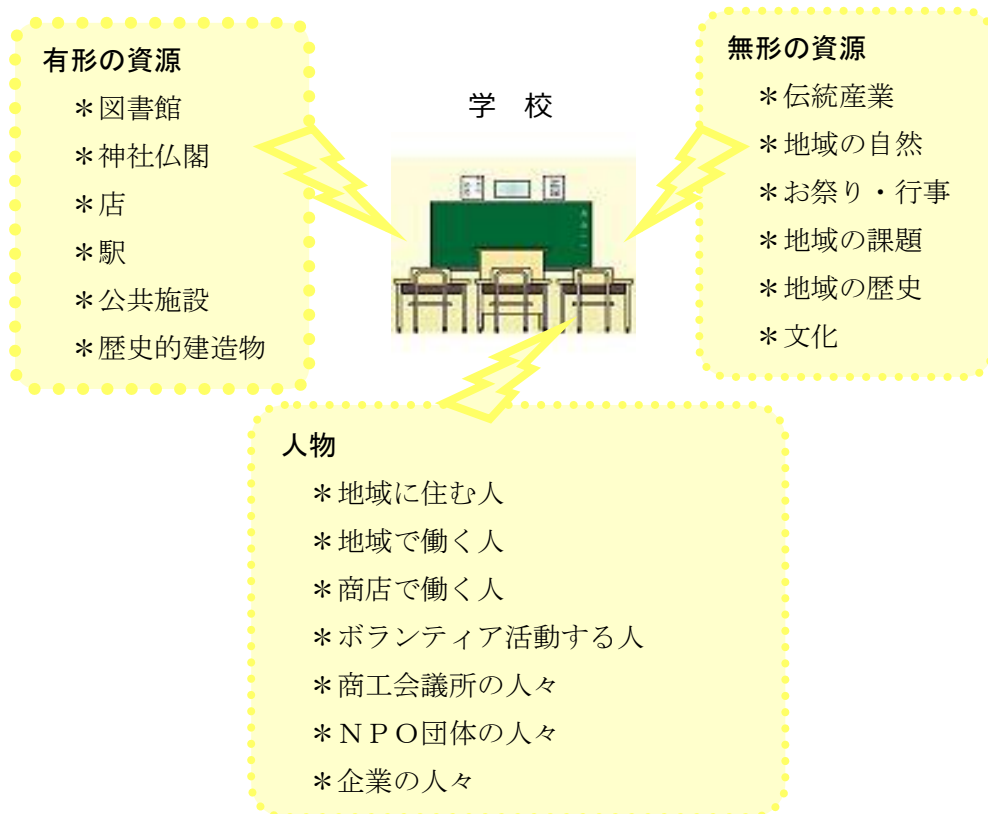 有形の資源
＊図書館
＊神社仏閣
＊店
＊駅
＊公共施設
＊歴史的建造物
学 校
無形の資源
＊伝統産業
＊地域の自然
＊お祭り・行事
＊地域の課題
＊地域の歴史
＊文化
人物
＊地域に住む人
＊地域で働く人
＊商店で働く人
＊ボランティア活動する人
＊商工会議所の人々
＊ＮＰＯ団体の人々
＊企業の人々